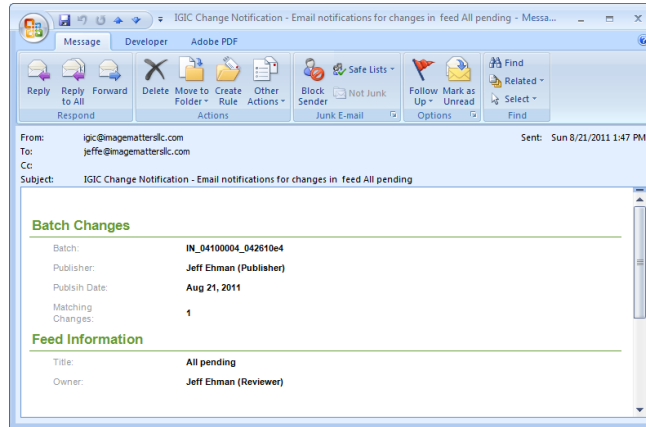 IGIC Change Notification - Email notifications for changes in  feed All pending - Messa...
Message Developer Adobe PDF
Reply Reply to All Forward
Respond
Delete Move to Folder Create Rule Other Actions
Actions
Block Sender Safe Lists Not Junk
Junk E-mail
Follow Up Mark as Unread
Options
Find Related Select
Find
From: igic@imagemattersllc.com Sent: Sun 8/21/2011 1:47 PM
To: jeffe@imagemattersllc.com
Cc:
Subject: IGIC Change Notification - Email notifications for changes in  feed All pending
Batch Changes
Batch: IN_04100004_042610e4
Publisher: Jeff Ehman (Publisher)
Publisih Date: Aug 21, 2011
Matching Changes: 1
Feed Information
Title: All pending
Owner: Jeff Ehman (Reviewer)